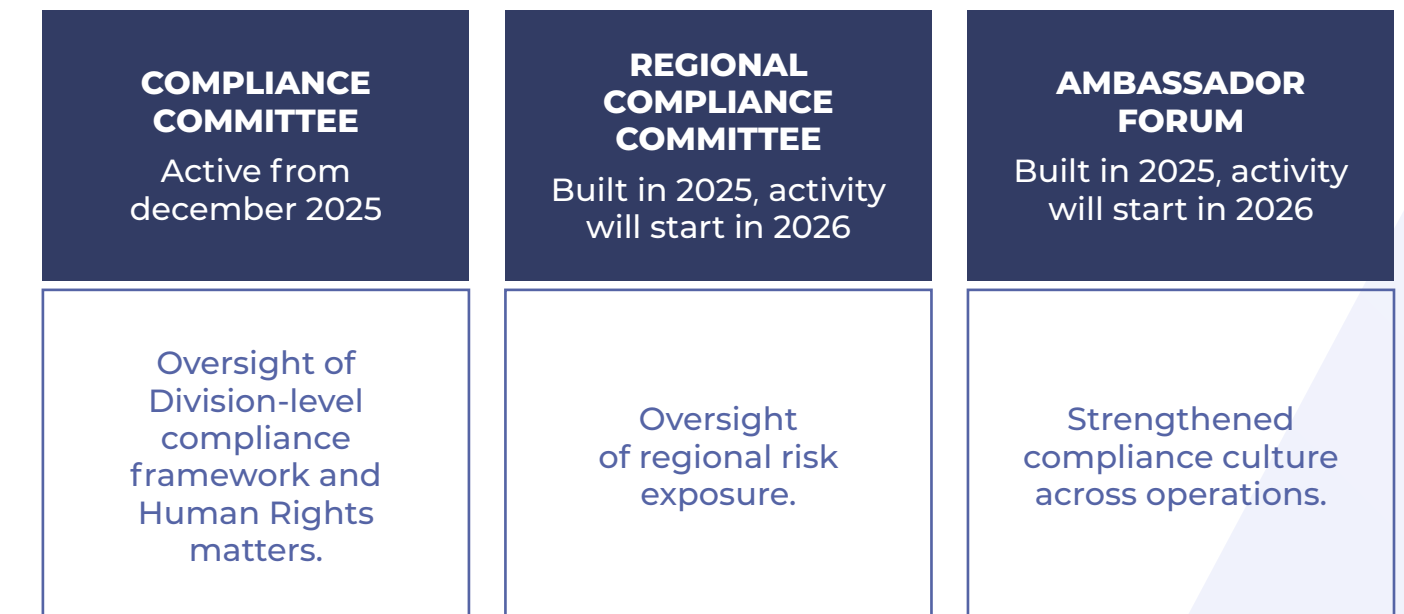 COMPLIANCE
COMMITTEE
Active from
december 2025
Oversight of
Division-level
compliance
framework and
Human Rights
matters.
REGIONAL
COMPLIANCE
COMMITTEE
Built in 2025, activity
will start in 2026
Oversight
of regional risk
exposure.
AMBASSADOR
FORUM
Built in 2025, activity
will start in 2026
Strengthened
compliance culture
across operations.